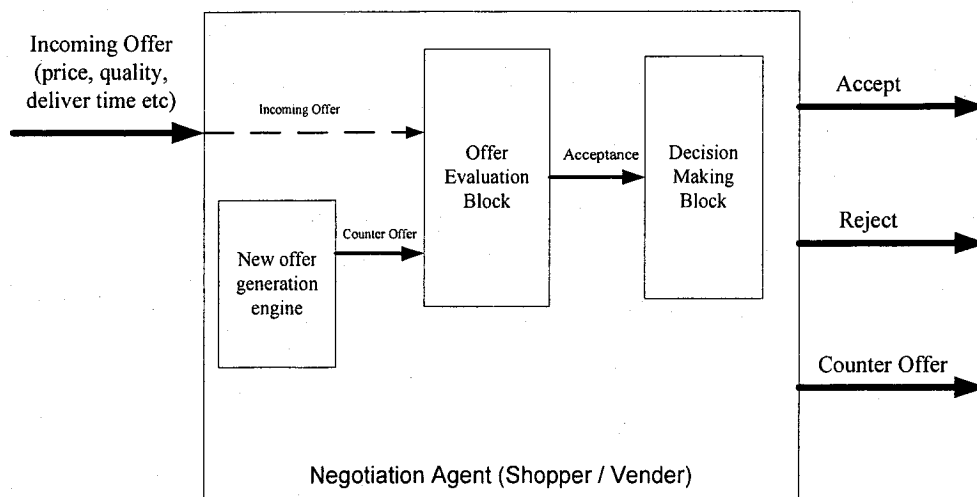 Incoming Offer
(price, quality,
deliver time etc)
Incoming Offer
Offer
Evaluation
Block
Acceptance
Decision
Making
Block
Counter Offer
New offer
generation
engine
Accept
Reject
Counter Offer
Negotiation Agent (Shopper / Vender)